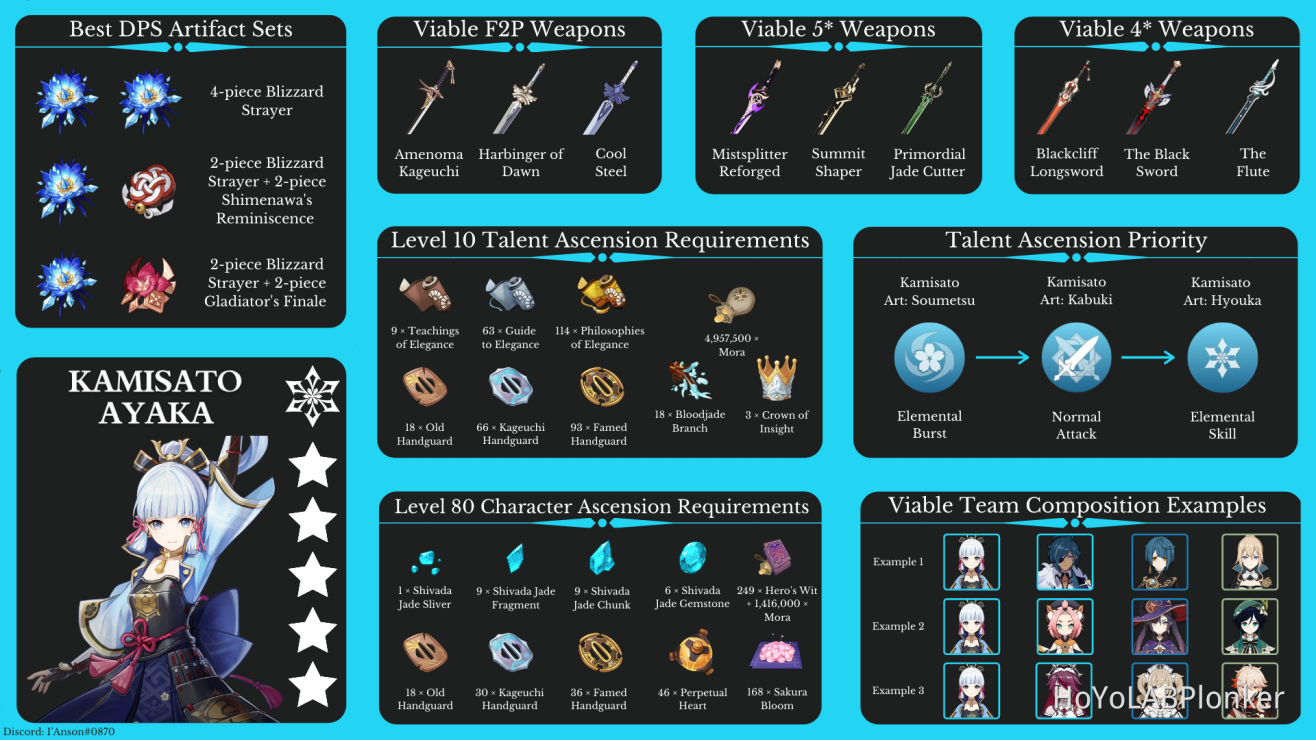 Best DPS Artifact Sets
4-piece Blizzard
Strayer
2-piece Blizzard
Strayer + 2-piece
Shimenawa's
Reminiscence
2-piece Blizzard
Strayer + 2-piece
Gladiator's Finale
Viable F2P Weapons
Amenoma
Kageuchi
Harbinger of
Dawn
Cool
Steel
Viable 5* Weapons
Mistsplitter
Reforged
Summit
Shaper
Primordial
Jade Cutter
Viable 4* Weapons
Blackcliff
Longsword
The Black
Sword
The
Flute
Level 10 Talent Ascension Requirements
9 × Teachings
of Elegance
63 × Guide
to Elegance
114 × Philosophies
of Elegance
4,957,500 ×
Mora
18 × Old
Handguard
66 × Kageuchi
Handguard
93 × Famed
Handguard
18 × Bloodjade
Branch
3 × Crown of
Insight
Talent Ascension Priority
Kamisato
Art: Soumetsu
Kamisato
Art: Kabuki
Kamisato
Art: Hyouka
Elemental
Burst
Normal
Attack
Elemental
Skill
KAMISATO
AYAKA
Level 80 Character Ascension Requirements
1 × Shivada
Jade Sliver
9 × Shivada Jade
Fragment
9 × Shivada
Jade Chunk
6 × Shivada
Jade Gemstone
249 × Hero's Wit
+ 1,416,000 ×
Mora
18 × Old
Handguard
30 × Kageuchi
Handguard
36 × Famed
Handguard
46 × Perpetual
Heart
168 × Sakura
Bloom
Viable Team Composition Examples
Example 1
Example 2
Example 3
HoYoLABPlonker
Discord: I'Anson#0870